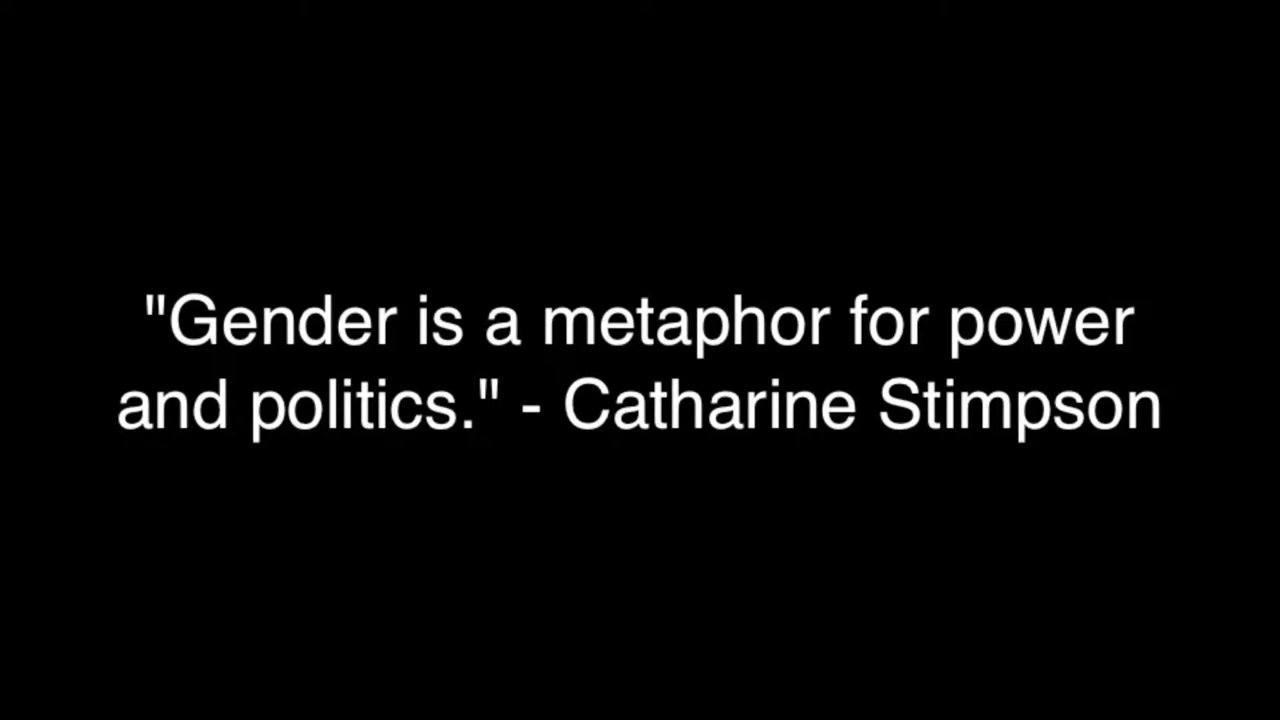 "Gender is a metaphor for power
and politics." - Catharine Stimpson